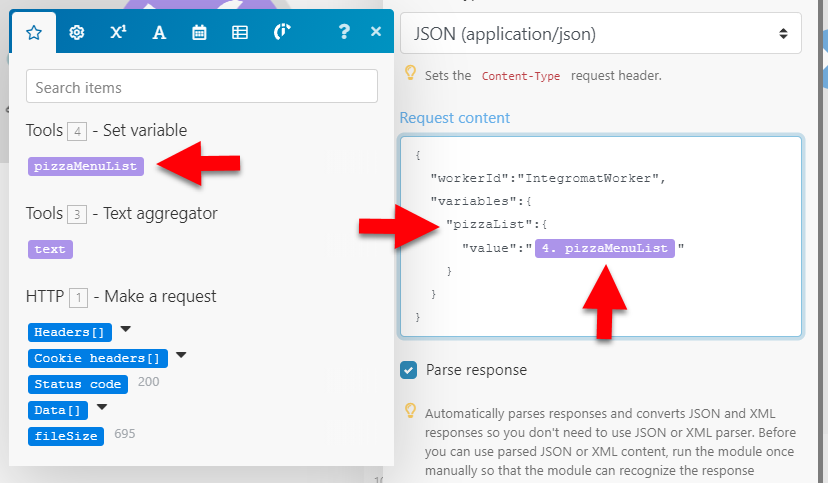 x¹
A
?
×
Search items
Tools 4 - Set variable
pizzaMenuList
Tools 3 - Text aggregator
text
HTTP 1 - Make a request
Headers[]
Cookie headers[]
Status code 200
Data[]
fileSize 695
JSON (application/json)
Sets the Content-Type request header.
Request content
{
"workerId":"IntegromatWorker",
"variables":{
"pizzaList":{
"value":"4. pizzaMenuList"
}
}
}
Parse response
Automatically parses responses and converts JSON and XML
responses so you don't need to use JSON or XML parser. Before
you can use parsed JSON or XML content, run the module once
manually so that the module can recognize the response